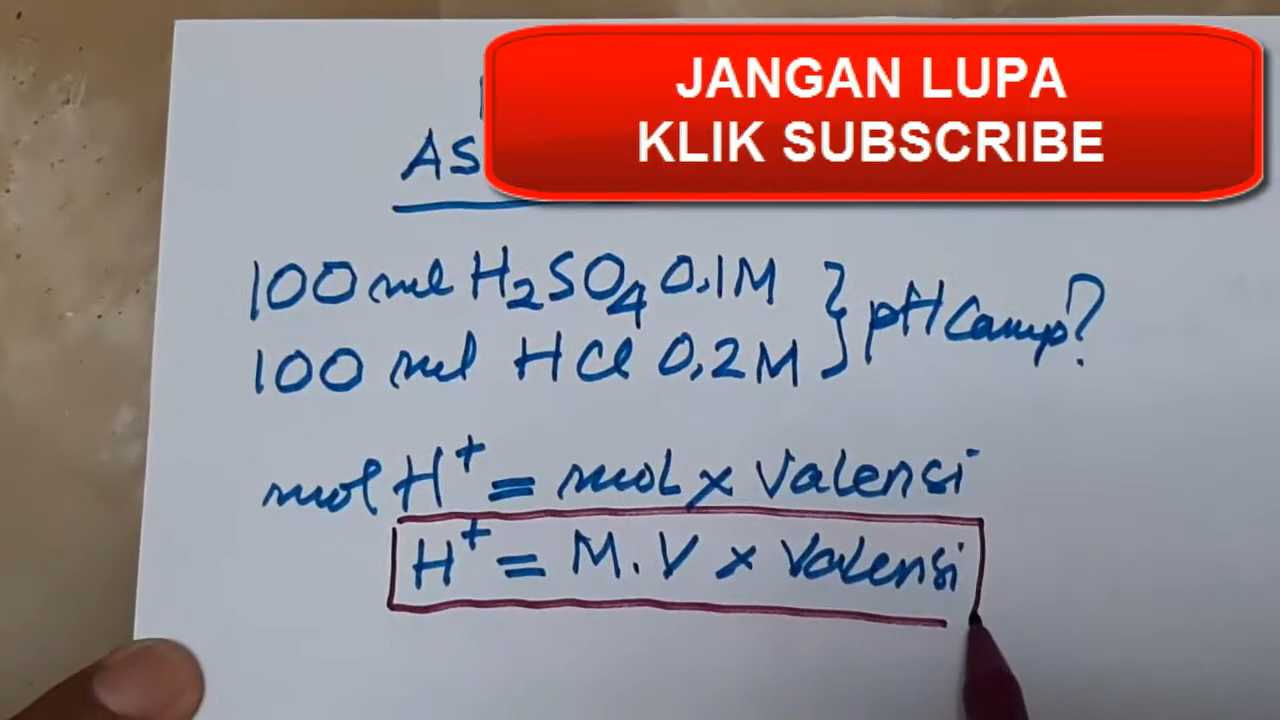 JANGAN LUPA
KLIK SUBSCRIBE
100 ml H₂SO₄ 0,1M } pH camp?
100 ml HCl 0,2M
mol H⁺ = mol x Valensi
H⁺ = M.V x Valensi